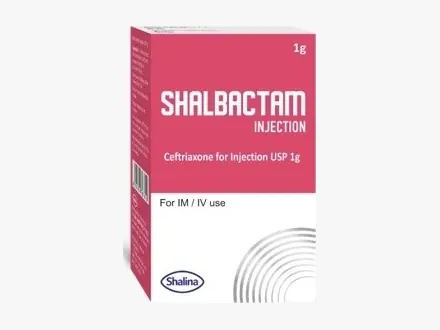 1g
SHALBACTAM
INJECTION
Ceftriaxone for Injection USP 1g
For IM / IV use
Shalina